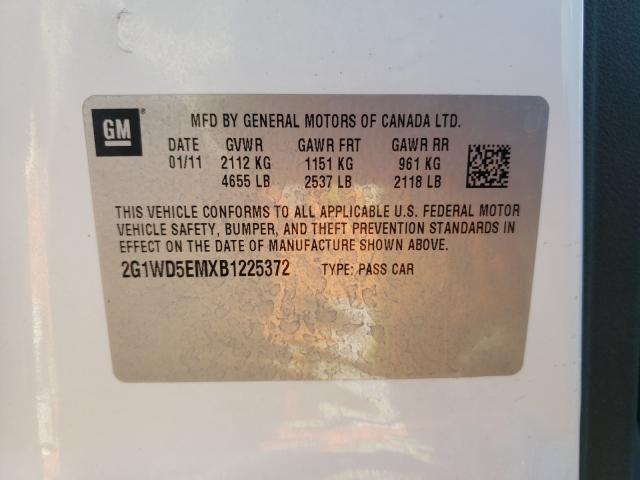 GM
MFD BY GENERAL MOTORS OF CANADA LTD.
DATE GVWR GAWR FRT GAWR RR
01/11 2112 KG 1151 KG 961 KG
4655 LB 2537 LB 2118 LB
THIS VEHICLE CONFORMS TO ALL APPLICABLE U.S. FEDERAL MOTOR
VEHICLE SAFETY, BUMPER, AND THEFT PREVENTION STANDARDS IN
EFFECT ON THE DATE OF MANUFACTURE SHOWN ABOVE.
2G1WD5EMXB1225372 TYPE: PASS CAR